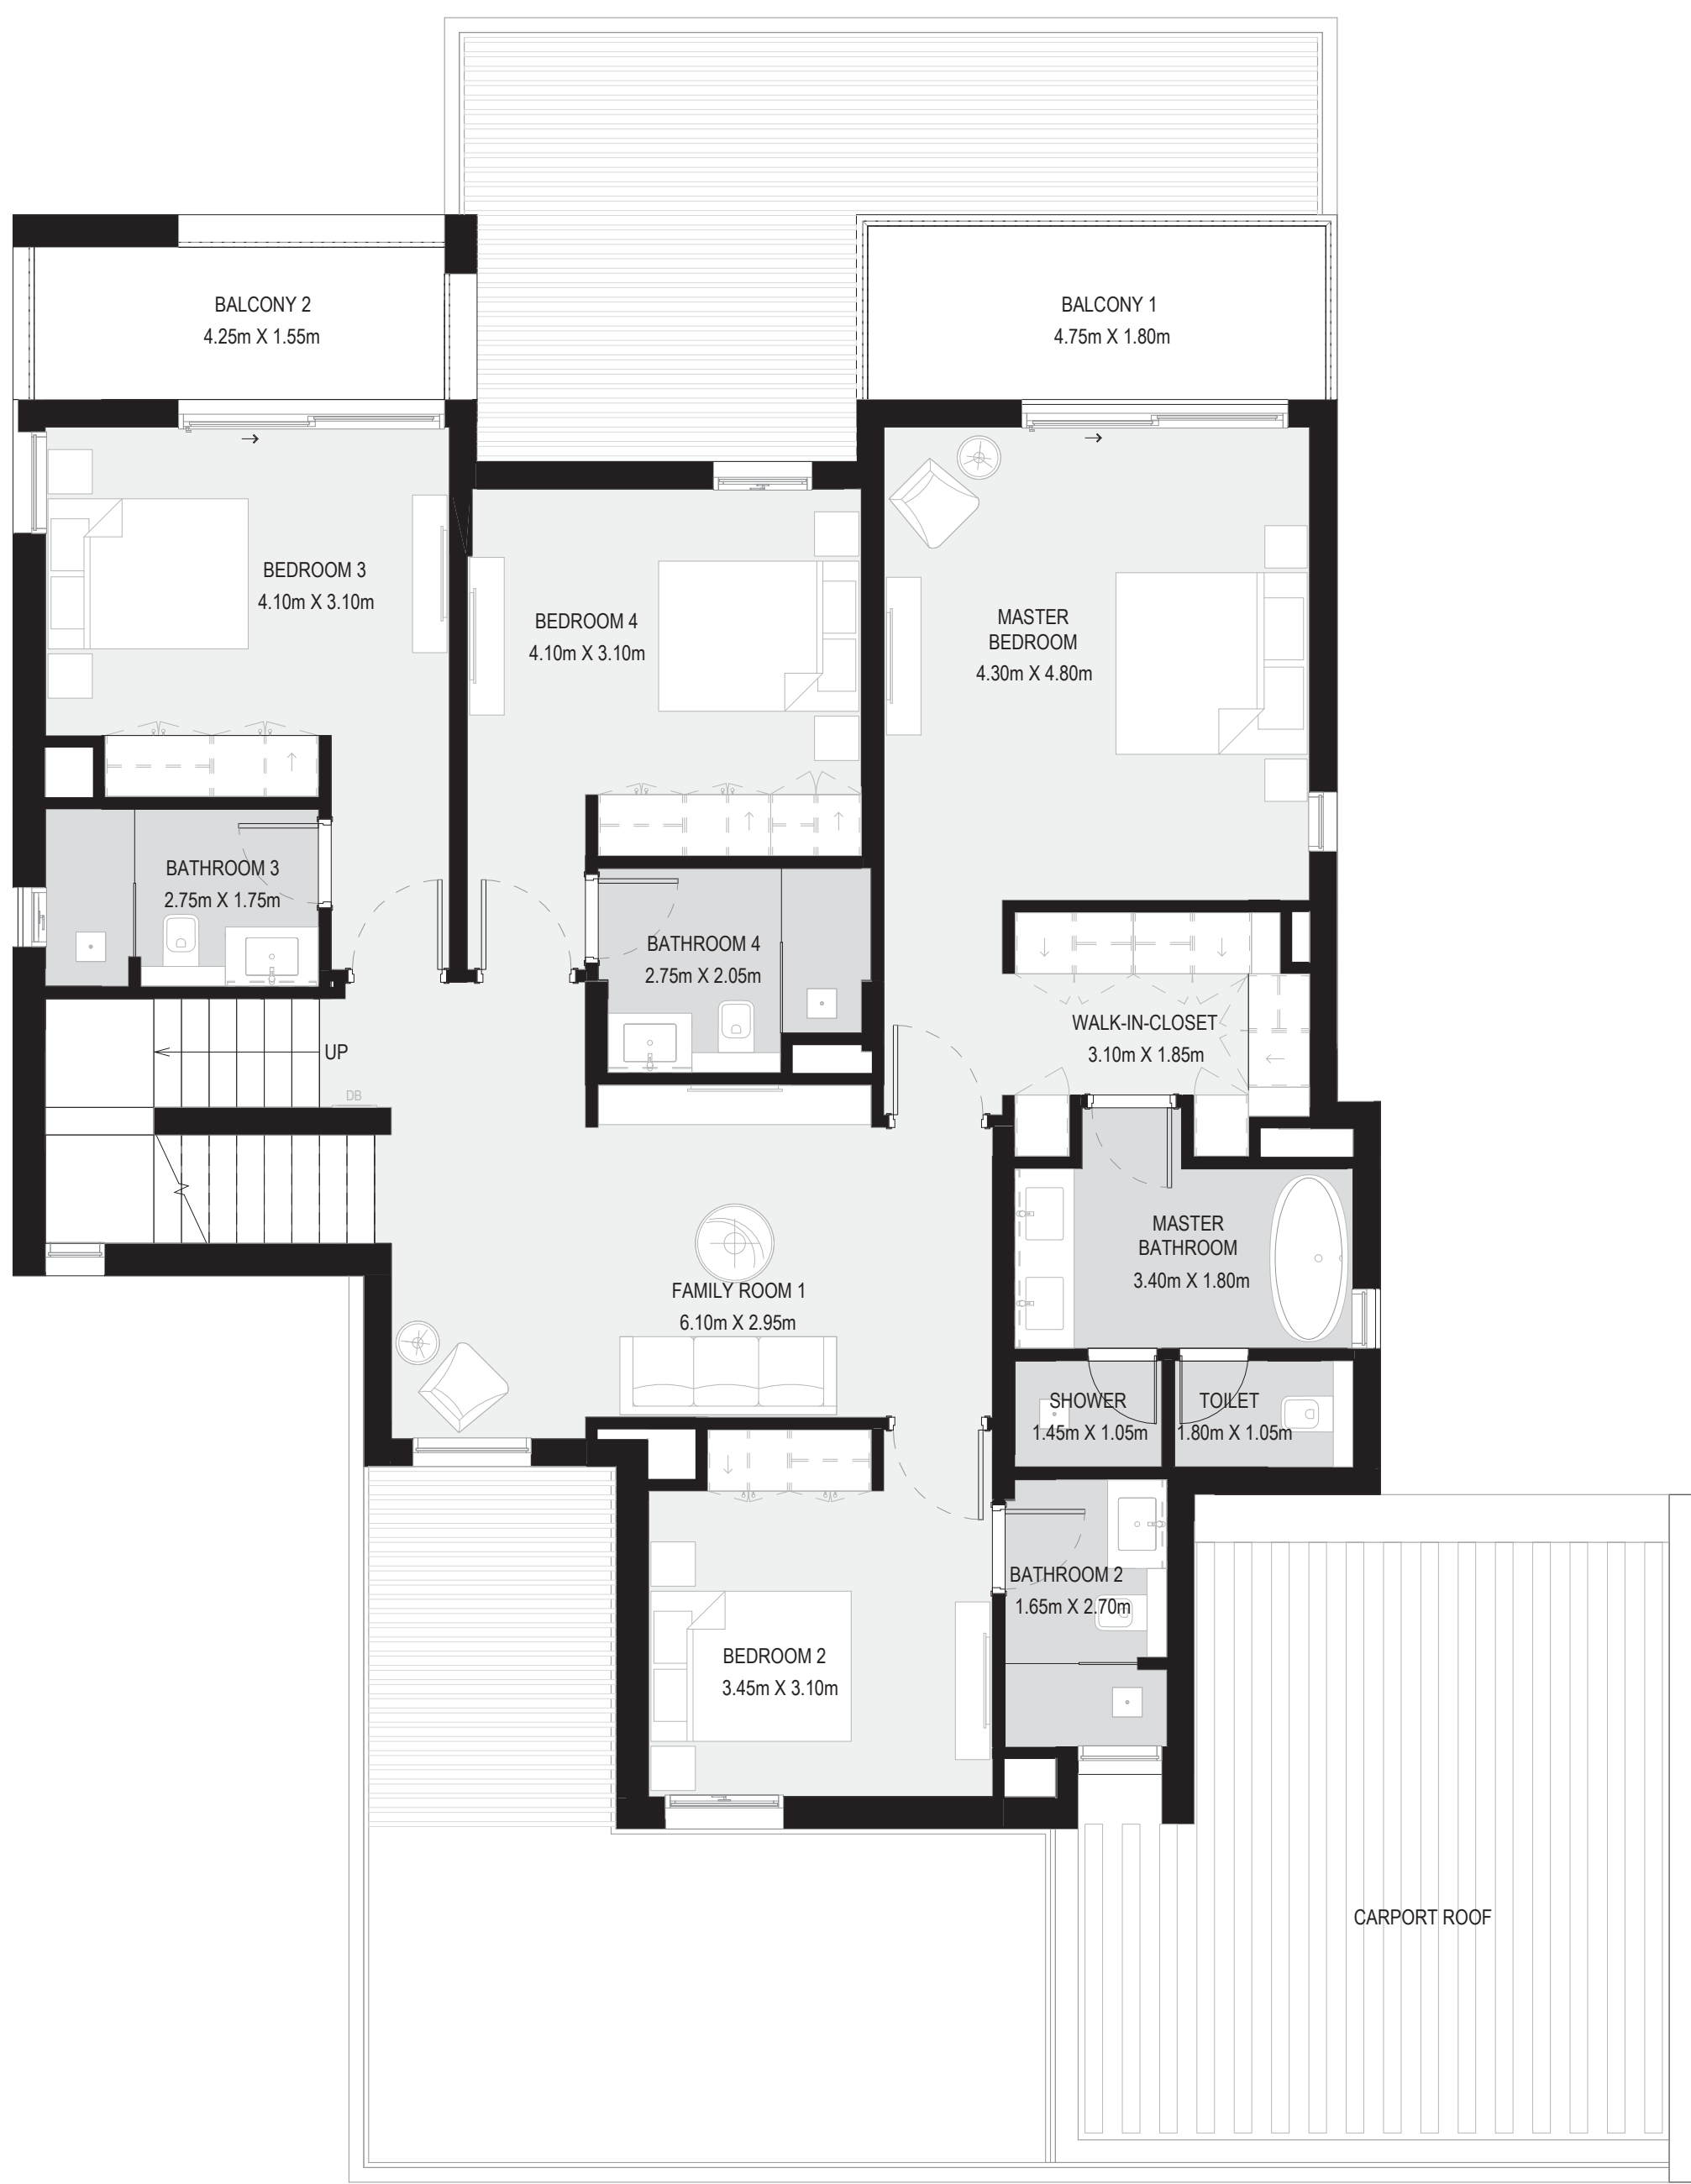 BALCONY 2
4.25m X 1.55m
BALCONY 1
4.75m X 1.80m
BEDROOM 3
4.10m X 3.10m
BEDROOM 4
4.10m X 3.10m
MASTER
BEDROOM
4.30m X 4.80m
BATHROOM 3
2.75m X 1.75m
BATHROOM 4
2.75m X 2.05m
WALK-IN-CLOSET
3.10m X 1.85m
UP
DB
MASTER
BATHROOM
3.40m X 1.80m
FAMILY ROOM 1
6.10m X 2.95m
SHOWER
1.45m X 1.05m
TOILET
1.80m X 1.05m
BATHROOM 2
1.65m X 2.70m
BEDROOM 2
3.45m X 3.10m
CARPORT ROOF